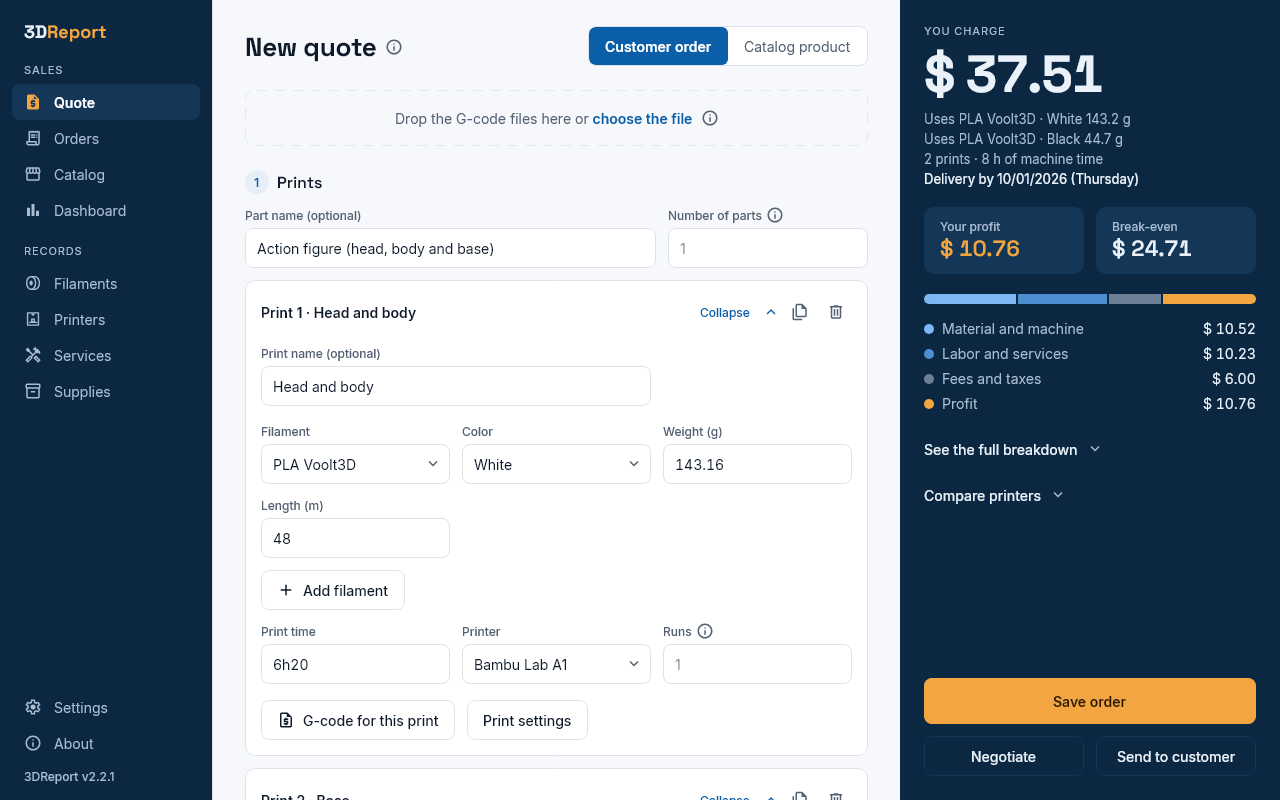 3DReport
SALES
Quote
Orders
Catalog
Dashboard
RECORDS
Filaments
Printers
Services
Supplies
Settings
About
3DReport v2.2.1
New quote
Customer order
Catalog product
Drop the G-code files here or choose the file
1 Prints
Part name (optional)
Number of parts
Action figure (head, body and base)
1
Print 1 · Head and body
Collapse
Print name (optional)
Head and body
Filament
Color
Weight (g)
PLA Voolt3D
White
143.16
Length (m)
48
Add filament
Print time
Printer
Runs
6h20
Bambu Lab A1
1
G-code for this print
Print settings
Print 2 · Base
Collapse
YOU CHARGE
$ 37.51
Uses PLA Voolt3D · White 143.2 g
Uses PLA Voolt3D · Black 44.7 g
2 prints · 8 h of machine time
Delivery by 10/01/2026 (Thursday)
Your profit
$ 10.76
Break-even
$ 24.71
Material and machine $ 10.52
Labor and services $ 10.23
Fees and taxes $ 6.00
Profit $ 10.76
See the full breakdown
Compare printers
Save order
Negotiate
Send to customer